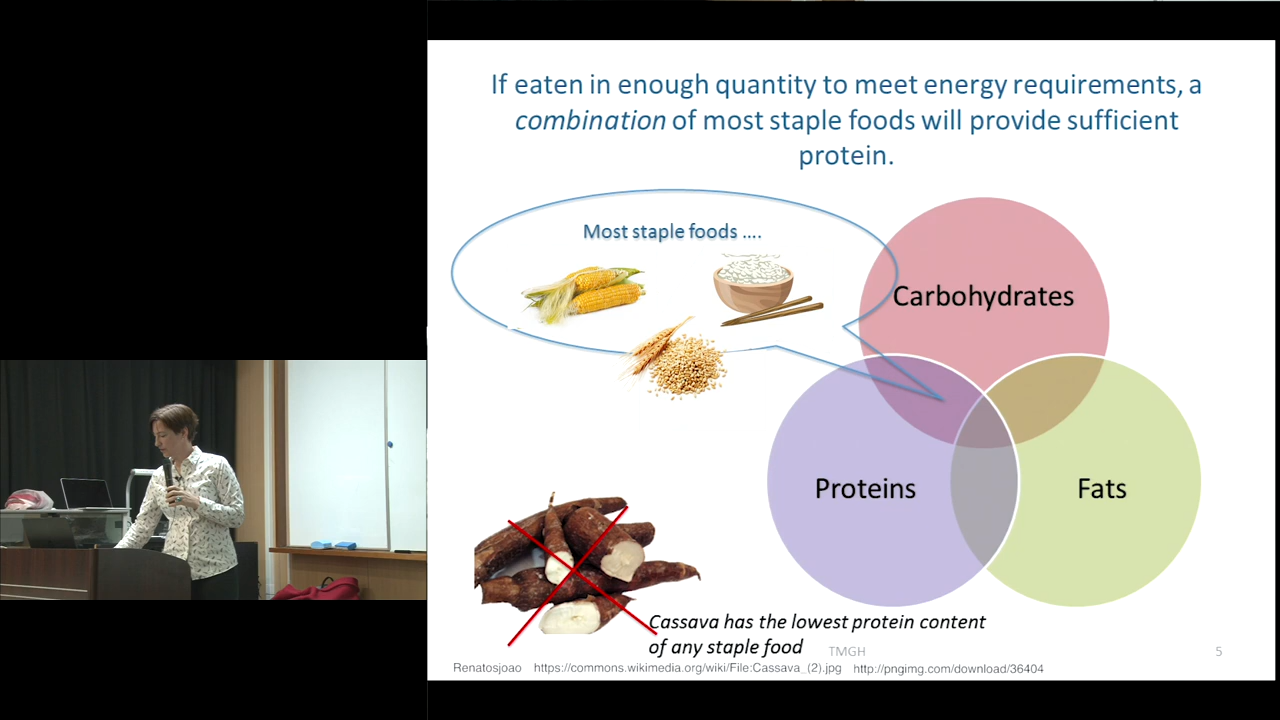 If eaten in enough quantity to meet energy requirements, a
combination of most staple foods will provide sufficient
protein.
Most staple foods ....
Carbohydrates
Proteins
Fats
Cassava has the lowest protein content
of any staple food
TMGH
5
Renatosjoao https://commons.wikimedia.org/wiki/File:Cassava_(2).jpg http://pngimg.com/download/36404